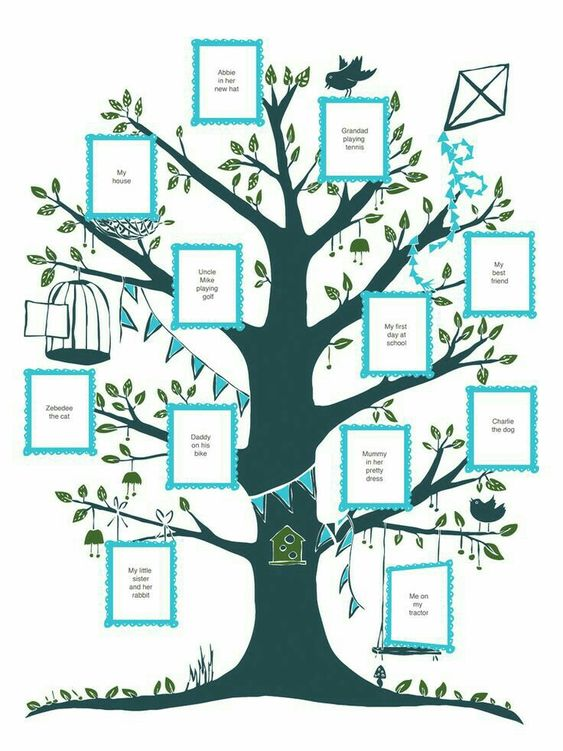 Abbie
in her
new hat
Grandad
playing
tennis
My
house
Uncle
Mike
playing
golf
My
best
friend
My first
day at
school
Zebedee
the cat
Daddy
on his
bike
Mummy
in her
pretty
dress
Charlie
the dog
My little
sister
and her
rabbit
Me on
my
tractor